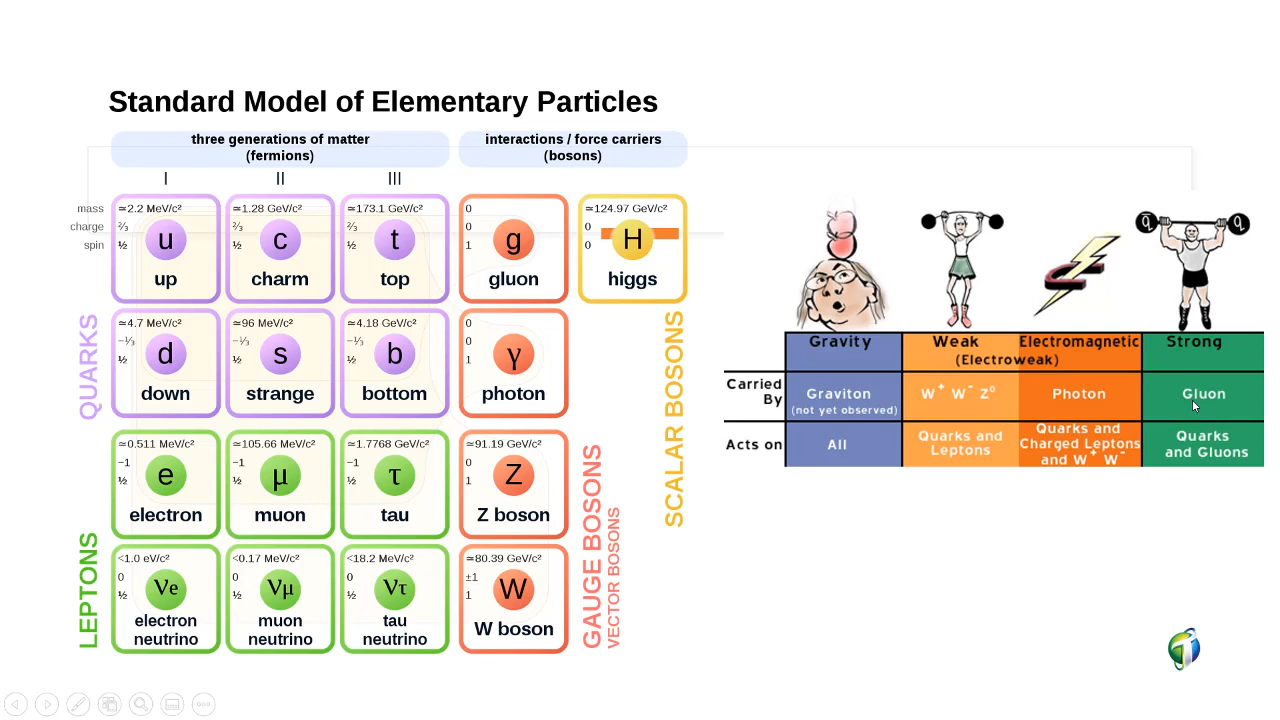 Standard Model of Elementary Particles
three generations of matter
(fermions)
interactions / force carriers
(bosons)
I
II
III
mass
charge
spin
≃2.2 MeV/c²
⅔
½
u
up
≃1.28 GeV/c²
⅔
½
c
charm
≃173.1 GeV/c²
⅔
½
t
top
0
0
1
g
gluon
≃124.97 GeV/c²
0
0
H
higgs
QUARKS
≃4.7 MeV/c²
−⅓
½
d
down
≃96 MeV/c²
−⅓
½
s
strange
≃4.18 GeV/c²
−⅓
½
b
bottom
0
0
1
γ
photon
SCALAR BOSONS
LEPTONS
≃0.511 MeV/c²
−1
½
e
electron
≃105.66 MeV/c²
−1
½
μ
muon
≃1.7768 GeV/c²
−1
½
τ
tau
≃91.19 GeV/c²
0
1
Z
Z boson
GAUGE BOSONS
VECTOR BOSONS
<1.0 eV/c²
0
½
νe
electron
neutrino
<0.17 MeV/c²
0
½
νμ
muon
neutrino
<18.2 MeV/c²
0
½
ντ
tau
neutrino
≃80.39 GeV/c²
±1
1
W
W boson
q̄
q
Gravity
Weak
Electromagnetic
(Electroweak)
Strong
Carried
By
Graviton
(not yet observed)
W⁺ W⁻ Z⁰
Photon
Gluon
Acts on
All
Quarks and
Leptons
Quarks and
Charged Leptons
and W⁺ W⁻
Quarks
and Gluons